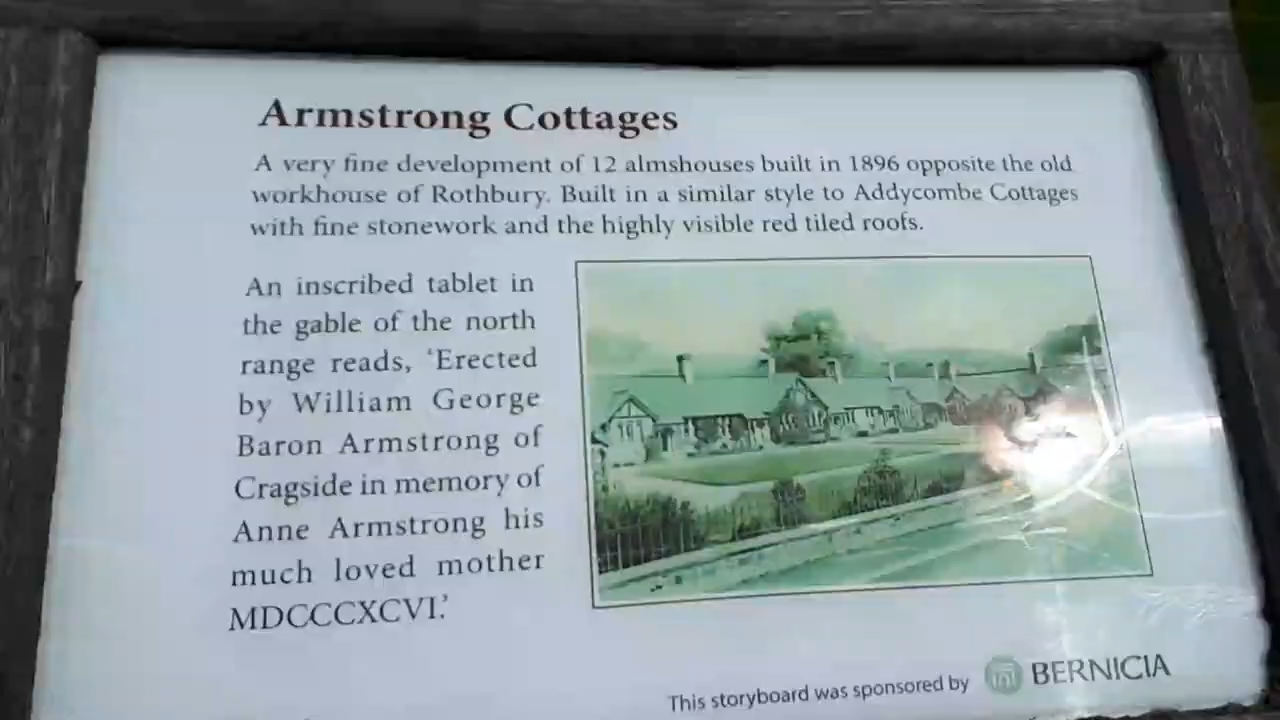 Armstrong Cottages
A very fine development of 12 almshouses built in 1896 opposite the old
workhouse of Rothbury. Built in a similar style to Addycombe Cottages
with fine stonework and the highly visible red tiled roofs.
An inscribed tablet in
the gable of the north
range reads, ‘Erected
by William George
Baron Armstrong of
Cragside in memory of
Anne Armstrong his
much loved mother
MDCCCXCVI.’
This storyboard was sponsored by BERNICIA